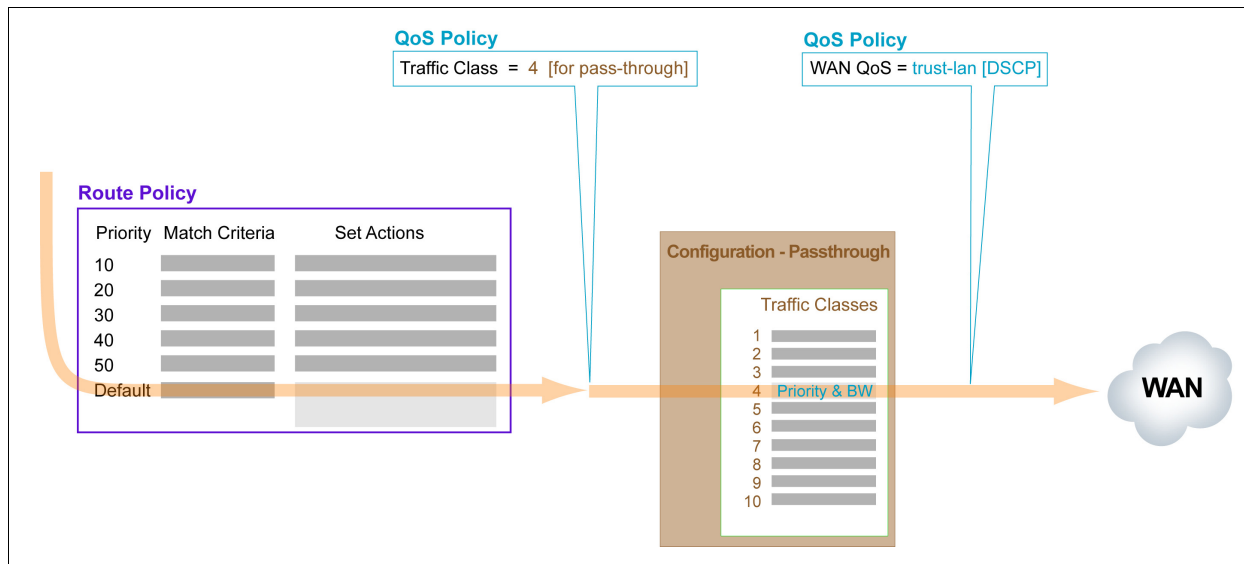 QoS Policy
Traffic Class = 4 [for pass-through]
QoS Policy
WAN QoS = trust-lan [DSCP]
Route Policy
Priority Match Criteria Set Actions
10
20
30
40
50
Default
Configuration - Passthrough
Traffic Classes
1
2
3
4 Priority & BW
5
6
7
8
9
10
WAN